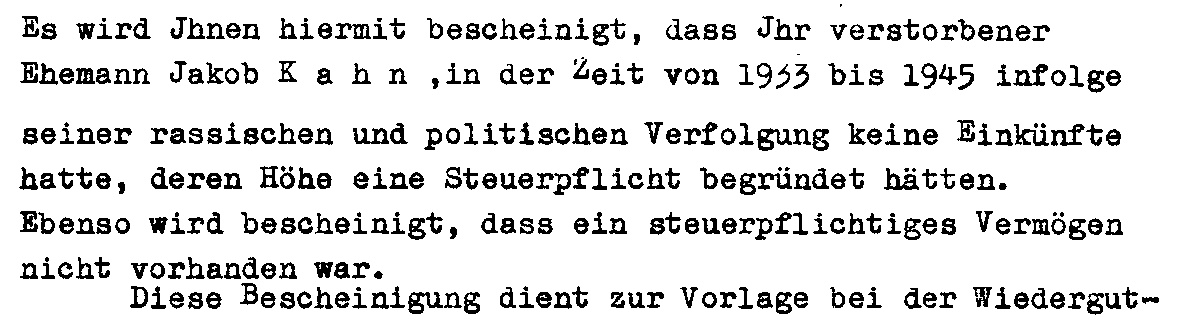 Es wird Jhnen hiermit bescheinigt, dass Jhr verstorbener
Ehemann Jakob K a h n ,in der Zeit von 1933 bis 1945 infolge
seiner rassischen und politischen Verfolgung keine Einkünfte
hatte, deren Höhe eine Steuerpflicht begründet hätten.
Ebenso wird bescheinigt, dass ein steuerpflichtiges Vermögen
nicht vorhanden war.
Diese Bescheinigung dient zur Vorlage bei der Wiedergut-